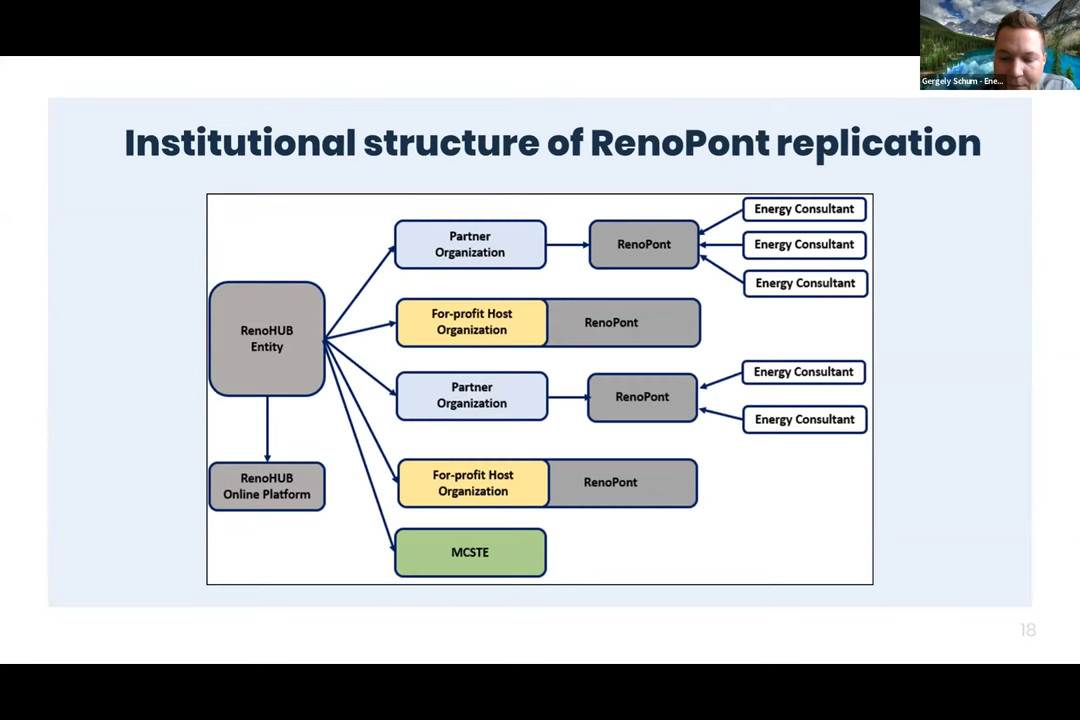 Gergely Schum - Ene...
Institutional structure of RenoPont replication
Energy Consultant
Partner
Organization
RenoPont
Energy Consultant
Energy Consultant
For-profit Host
Organization
RenoPont
RenoHUB
Entity
Energy Consultant
Partner
Organization
RenoPont
Energy Consultant
For-profit Host
Organization
RenoPont
RenoHUB
Online Platform
MCSTE
18